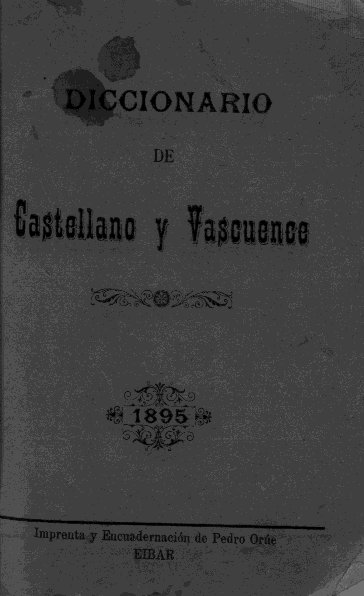 DICCIONARIO
DE
Castellano y Vascuence
1895
Imprenta y Encuadernación de Pedro Orúe
EIBAR